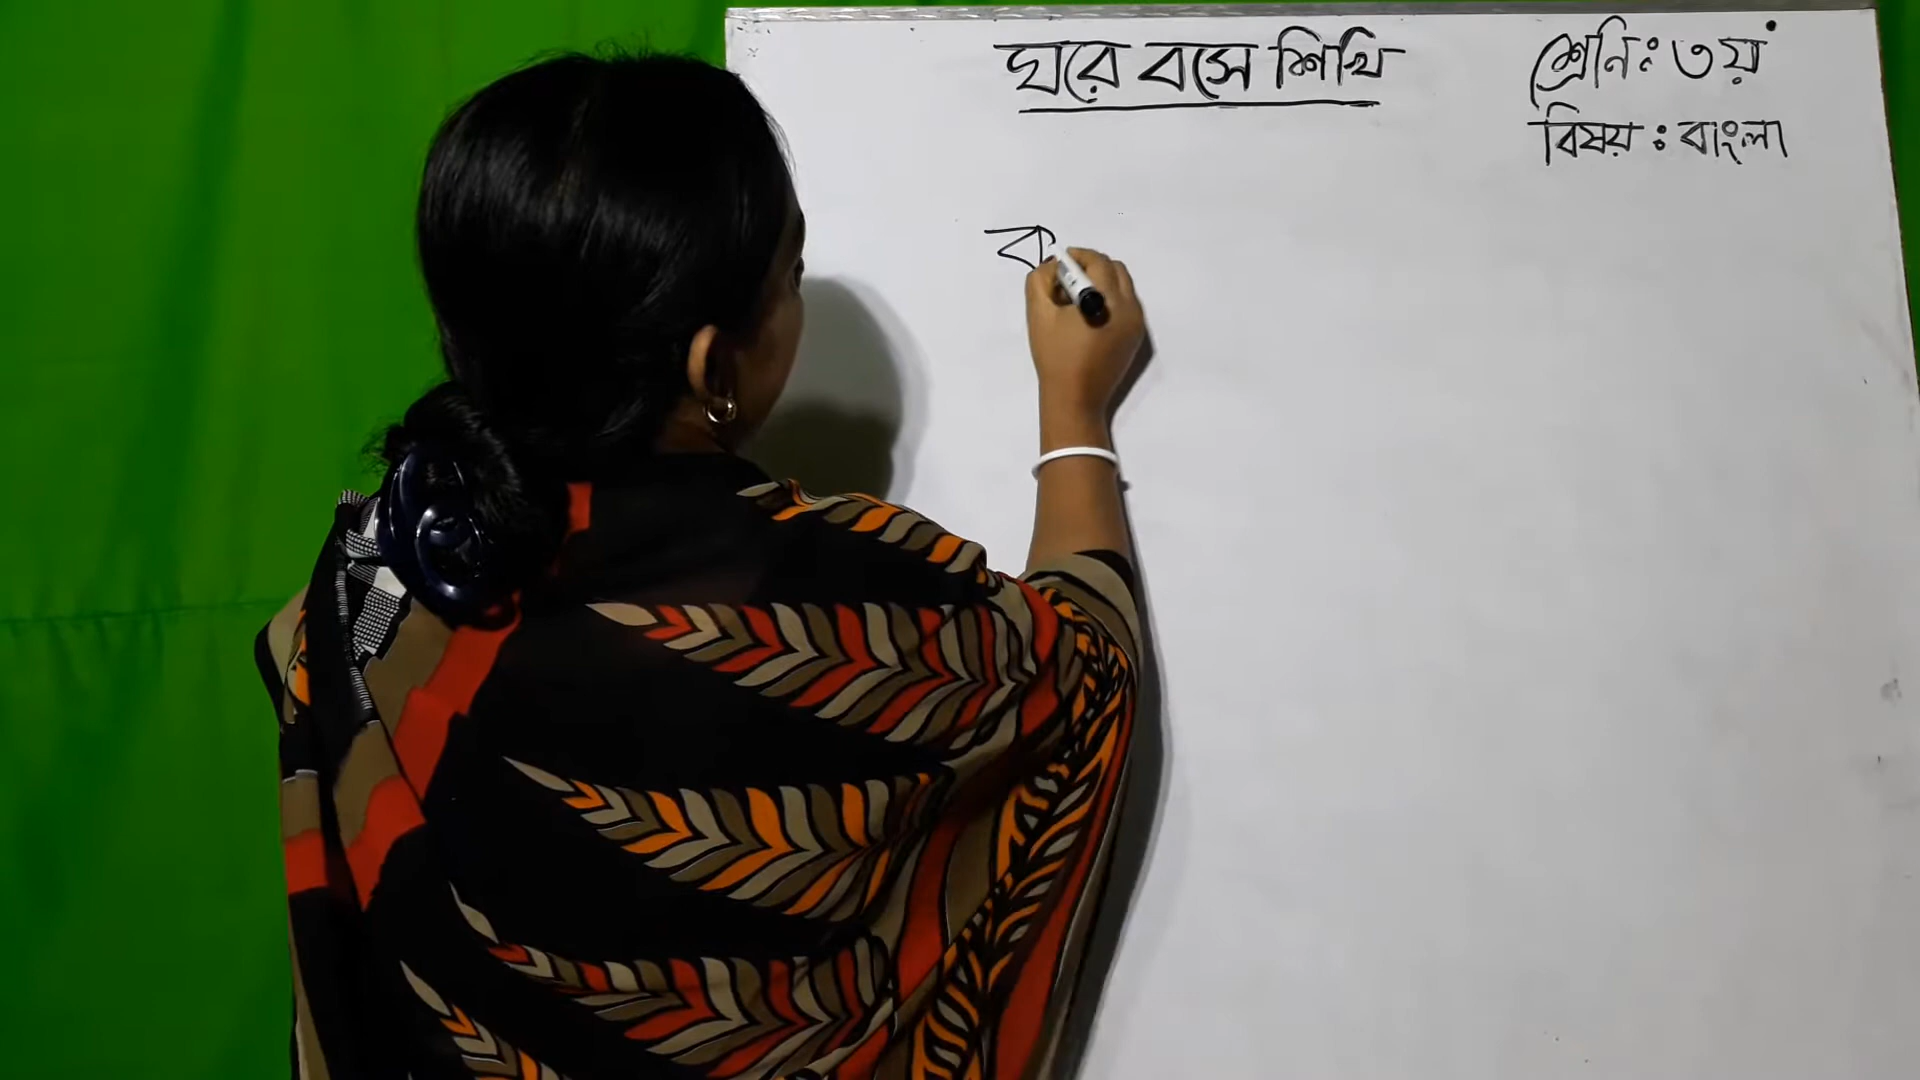 ঘরে বসে শিখি
শ্রেনিঃ ৩য়
বিষয় : বাংলা
ক